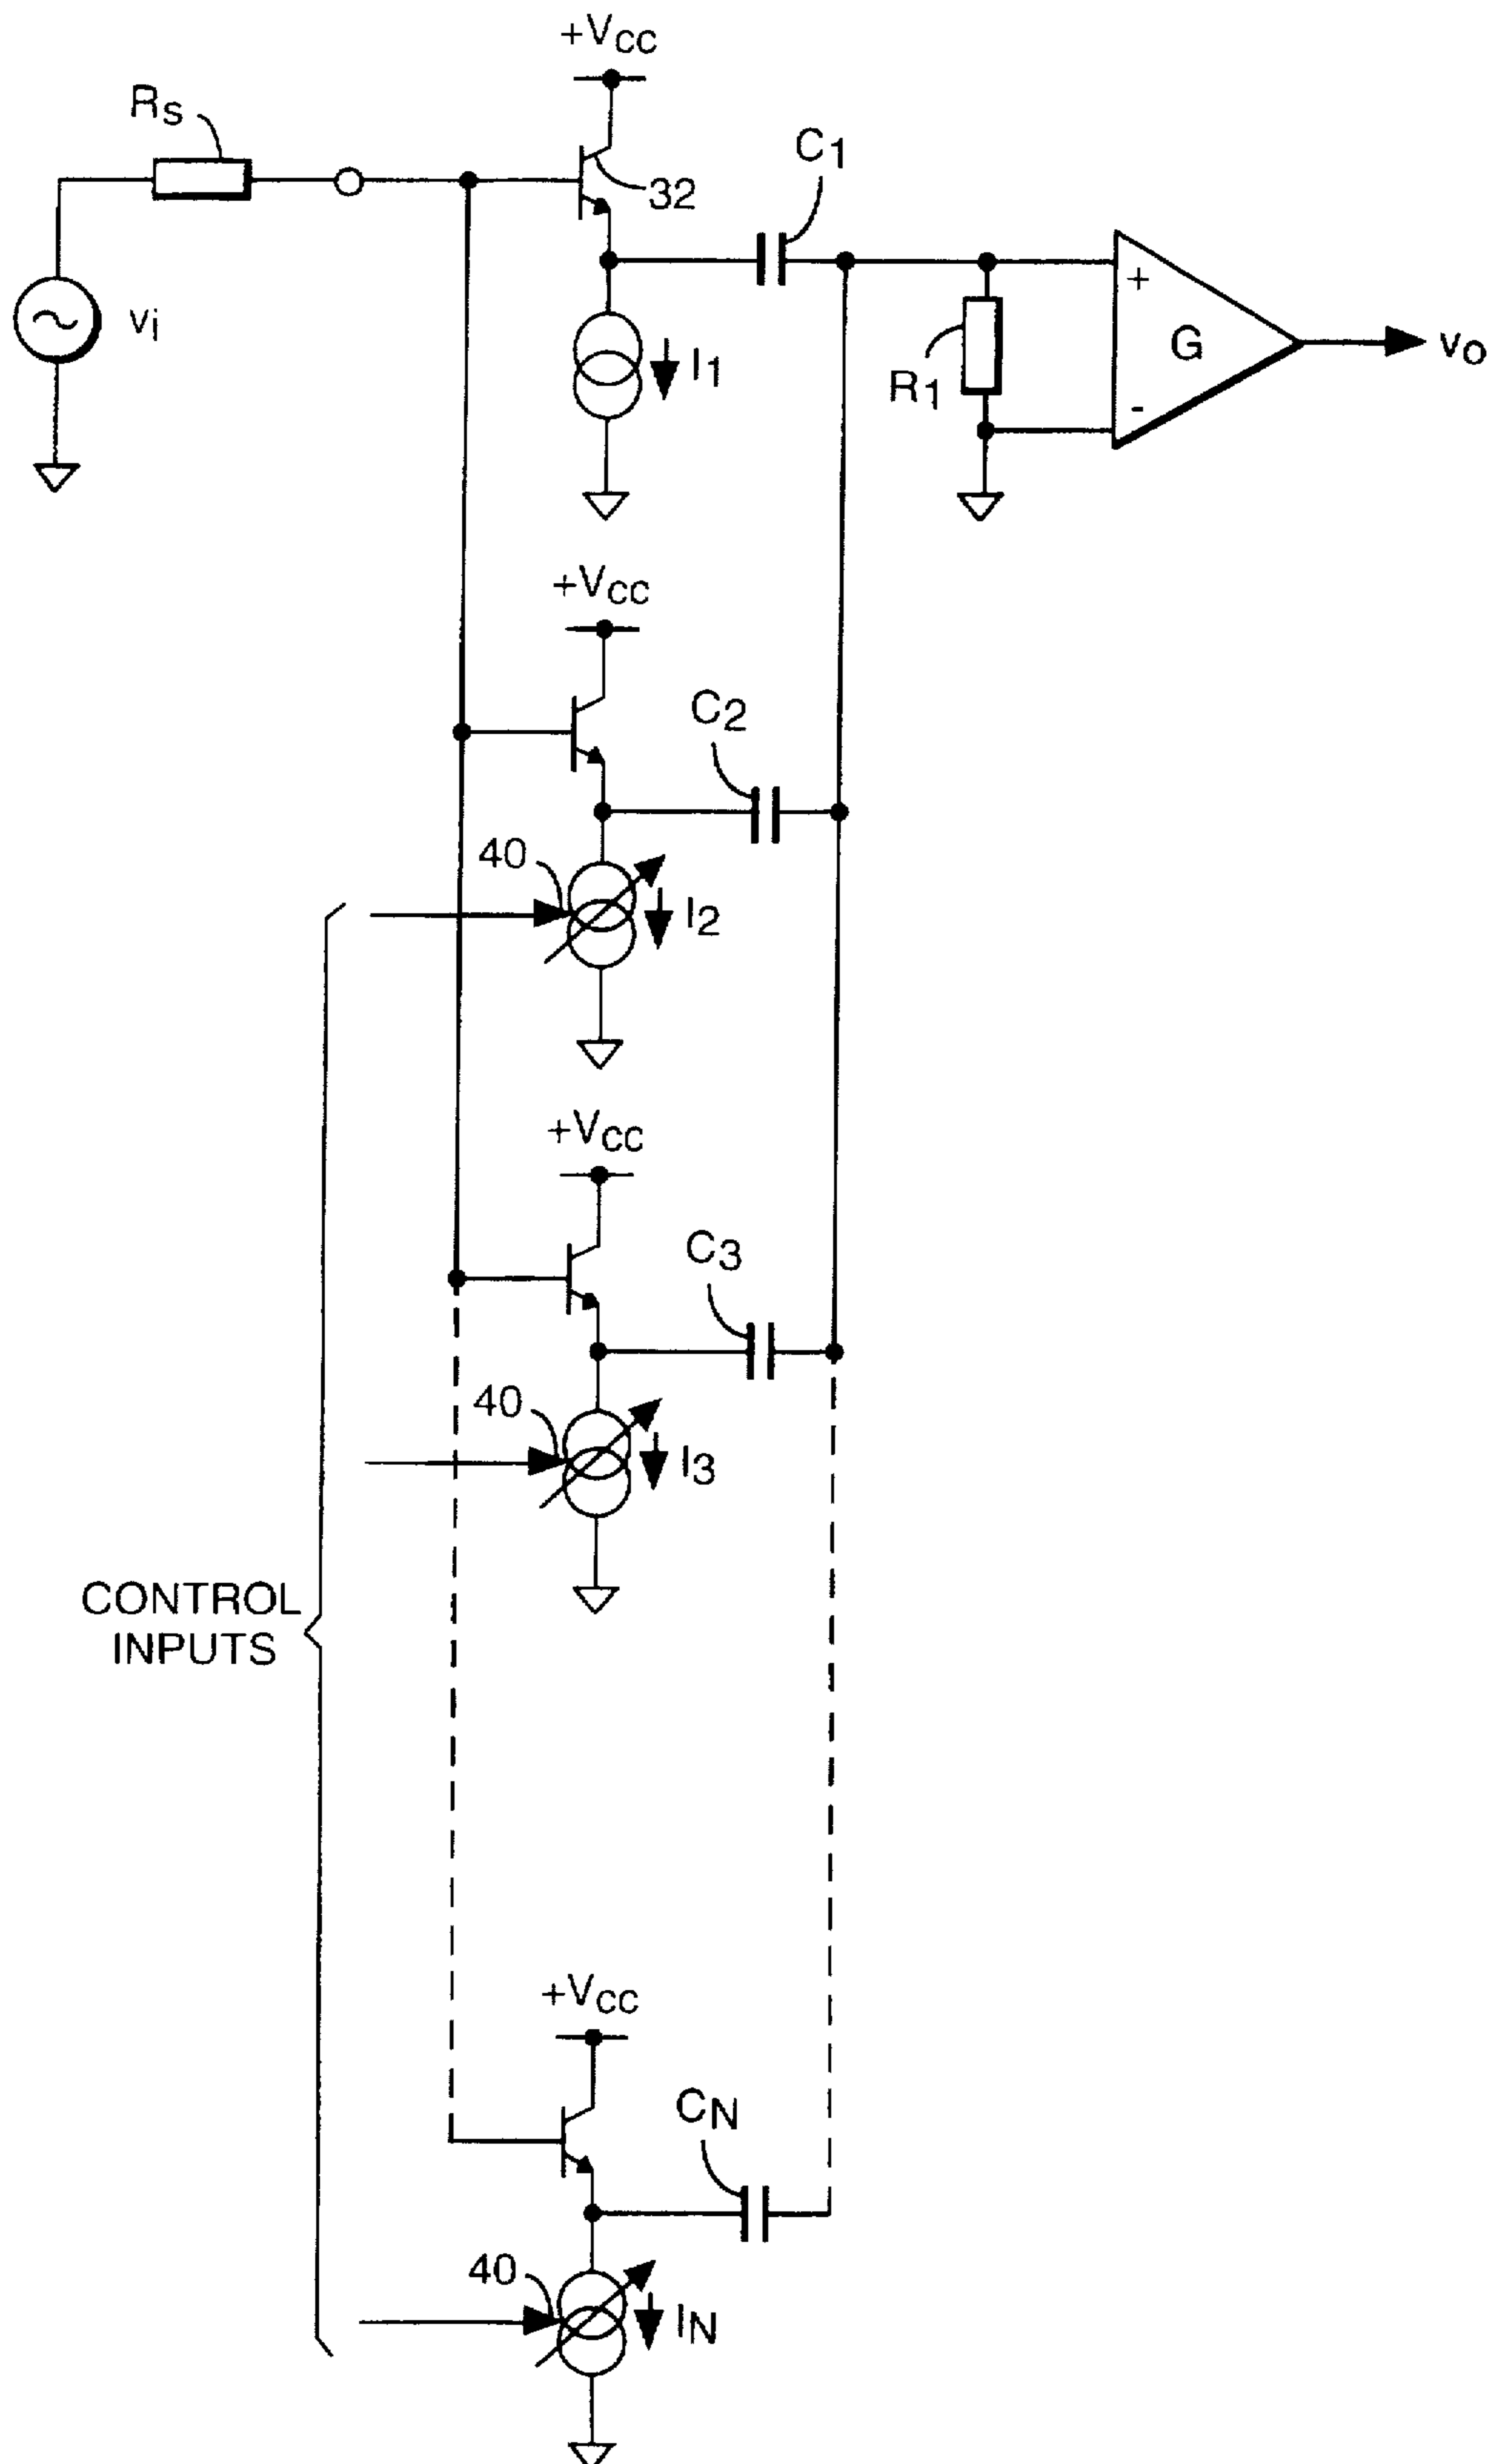 +VCC
RS
C1
32
vi
+
G
-
vo
I1
R1
+VCC
C2
40
I2
+VCC
C3
40
I3
CONTROL
INPUTS
+VCC
CN
40
IN